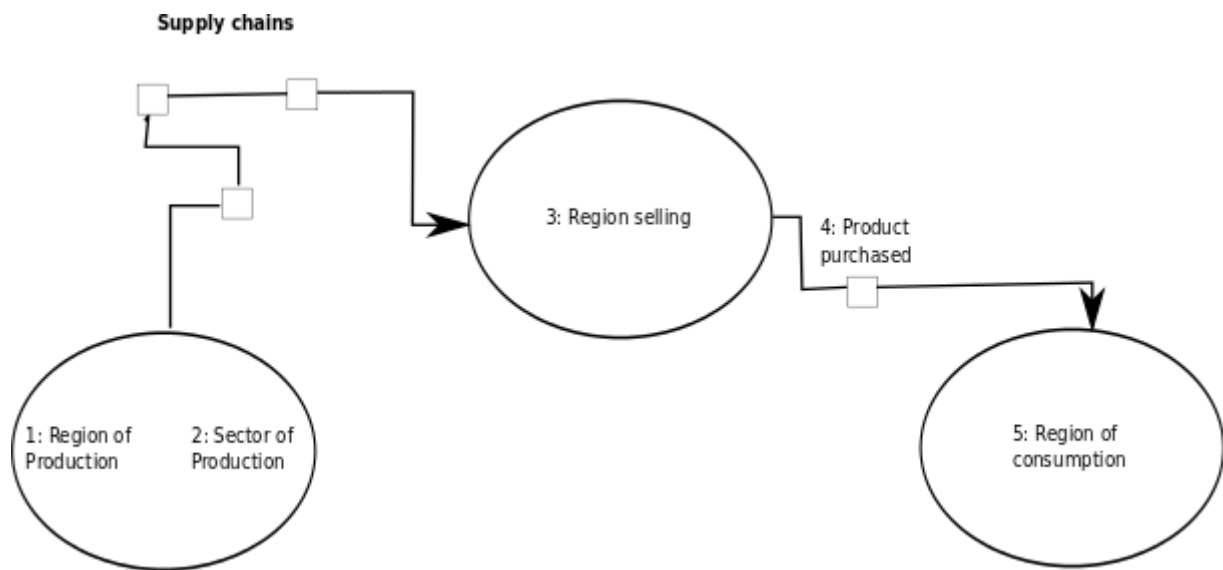 Supply chains
3: Region selling
4: Product
purchased
1: Region of
Production
2: Sector of
Production
5: Region of
consumption